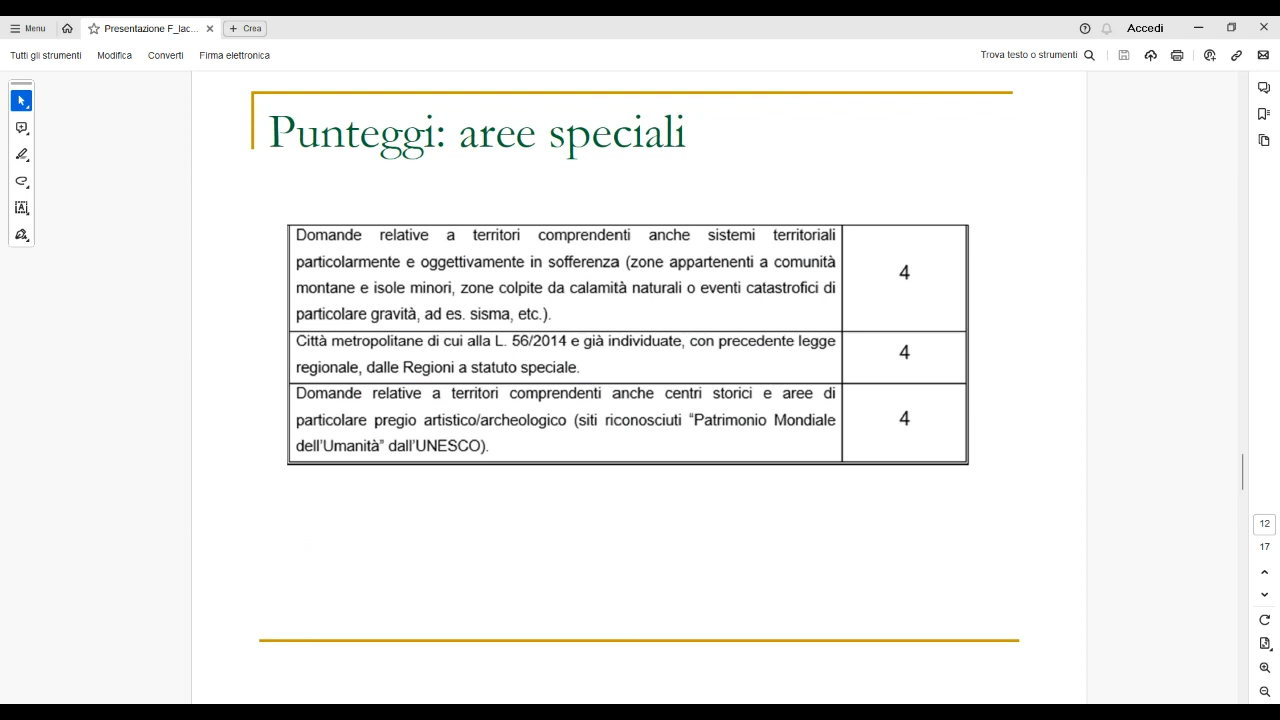 Menu
Presentazione F_Iac...
Crea
Accedi
Tutti gli strumenti
Modifica
Converti
Firma elettronica
Trova testo o strumenti
Punteggi: aree speciali
Domande relative a territori comprendenti anche sistemi territoriali
particolarmente e oggettivamente in sofferenza (zone appartenenti a comunità
4
montane e isole minori, zone colpite da calamità naturali o eventi catastrofici di
particolare gravità, ad es. sisma, etc.).
Città metropolitane di cui alla L. 56/2014 e già individuate, con precedente legge
4
regionale, dalle Regioni a statuto speciale.
Domande relative a territori comprendenti anche centri storici e aree di
particolare pregio artistico/archeologico (siti riconosciuti “Patrimonio Mondiale
4
dell'Umanità” dall'UNESCO).
12
17